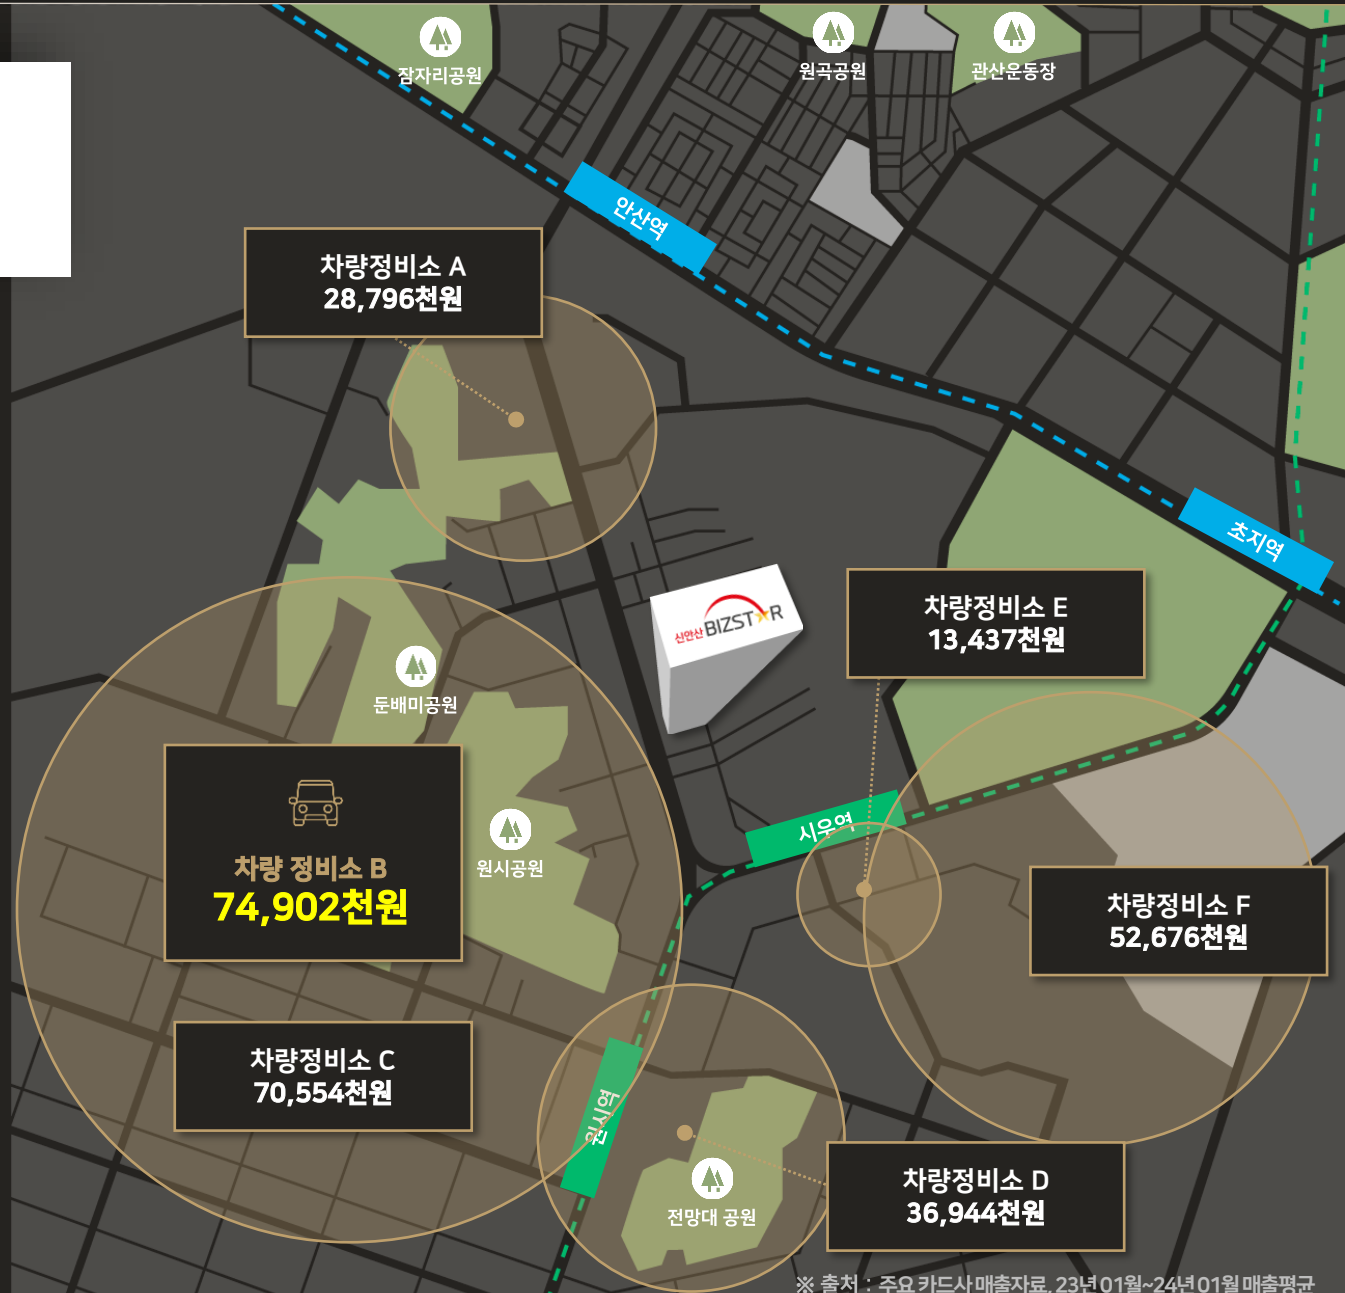 잠자리공원
원곡공원
관산운동장
안산역
차량정비소 A
28,796천원
초지역
신안산 BIZSTAR
차량정비소 E
13,437천원
둔배미공원
차량 정비소 B
74,902천원
원시공원
시우역
차량정비소 F
52,676천원
차량정비소 C
70,554천원
원시역
차량정비소 D
36,944천원
전망대 공원
※ 출처 : 주요 카드사 매출자료, 23년 01월~24년 01월 매출평균